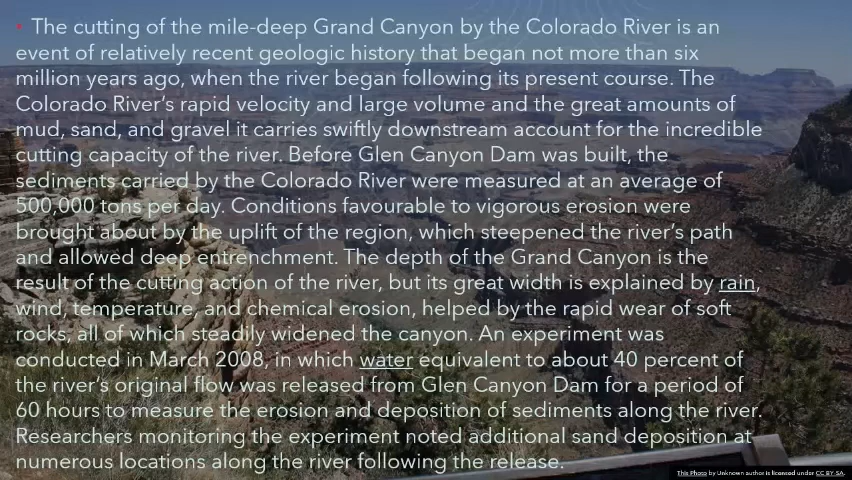 • The cutting of the mile-deep Grand Canyon by the Colorado River is an
event of relatively recent geologic history that began not more than six
million years ago, when the river began following its present course. The
Colorado River's rapid velocity and large volume and the great amounts of
mud, sand, and gravel it carries swiftly downstream account for the incredible
cutting capacity of the river. Before Glen Canyon Dam was built, the
sediments carried by the Colorado River were measured at an average of
500,000 tons per day. Conditions favourable to vigorous erosion were
brought about by the uplift of the region, which steepened the river's path
and allowed deep entrenchment. The depth of the Grand Canyon is the
result of the cutting action of the river, but its great width is explained by rain,
wind, temperature, and chemical erosion, helped by the rapid wear of soft
rocks, all of which steadily widened the canyon. An experiment was
conducted in March 2008, in which water equivalent to about 40 percent of
the river's original flow was released from Glen Canyon Dam for a period of
60 hours to measure the erosion and deposition of sediments along the river.
Researchers monitoring the experiment noted additional sand deposition at
numerous locations along the river following the release.
This Photo by Unknown author is licensed under CC BY-SA.